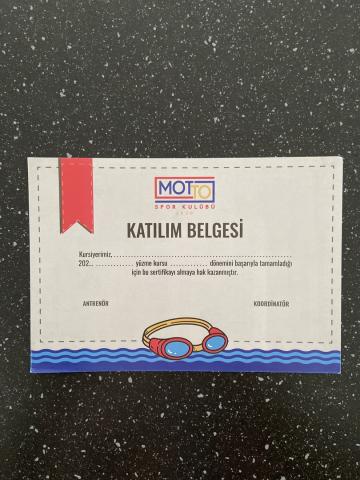 MOTTO
SPOR KULÜBÜ
KATILIM BELGESİ
Kursiyerimiz, ............................................................
202... ............... yüzme kursu ............... dönemini başarıyla tamamladığı
için bu sertifikayı almaya hak kazanmıştır.
ANTRENÖR KOORDİNATÖR